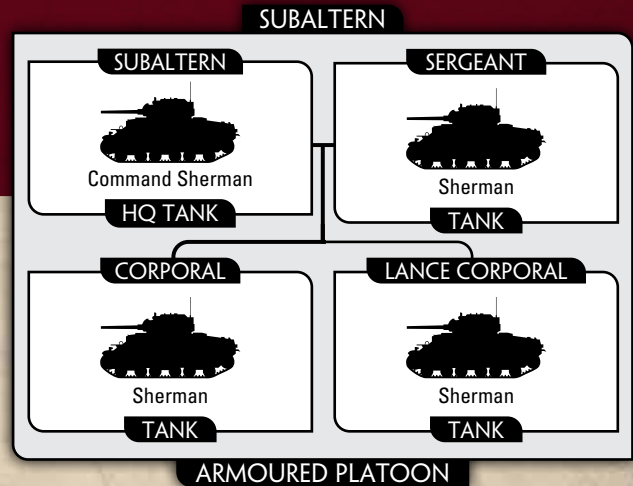 SUBALTERN
SUBALTERN
Command Sherman
HQ TANK
SERGEANT
Sherman
TANK
CORPORAL
Sherman
TANK
LANCE CORPORAL
Sherman
TANK
ARMOURED PLATOON